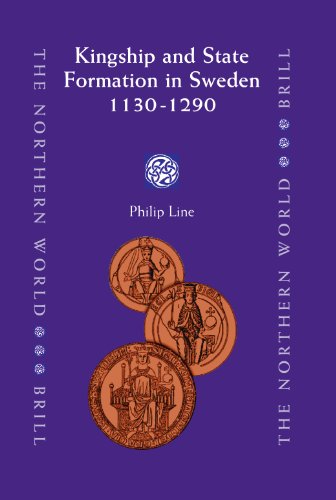 Kingship and State
Formation in Sweden
1130-1290
Philip Line
THE NORTHERN WORLD
BRILL
THE NORTHERN WORLD
BRILL